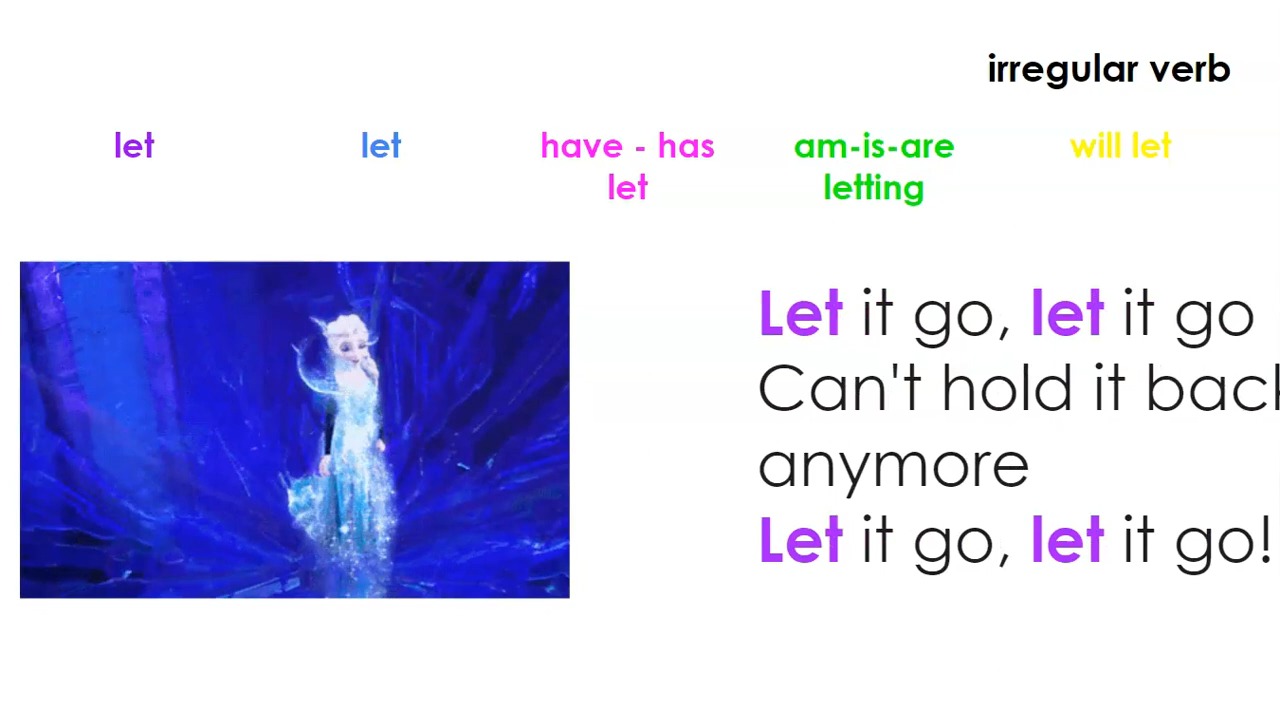 irregular verb
let let have - has am-is-are will let
let letting
Let it go, let it go
Can't hold it back
anymore
Let it go, let it go!